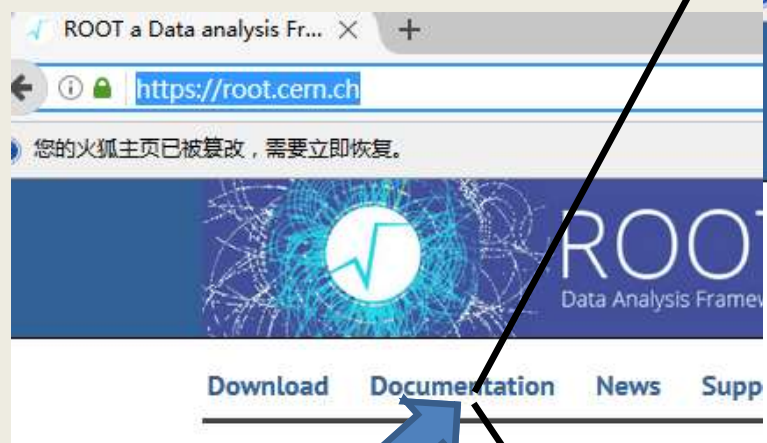 ROOT a Data analysis Fr...
https://root.cern.ch
您的火狐主页已被篡改，需要立即恢复。
ROOT
Data Analysis Framew
Download Documentation News Supp